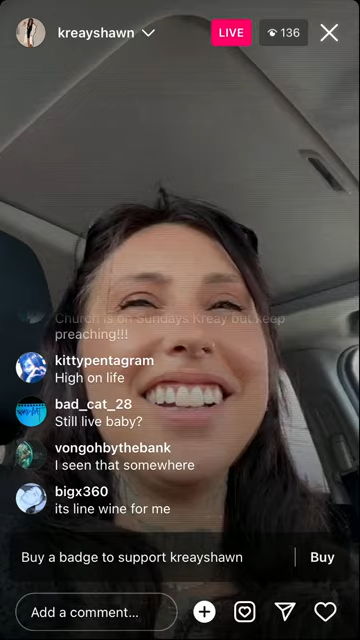 kreayshawn
LIVE
136
Church is on Sundays Kreay but keep
preaching!!!
kittypentagram
High on life
bad_cat_28
Still live baby?
vongohbythebank
I seen that somewhere
bigx360
its line wine for me
Buy a badge to support kreayshawn
Buy
Add a comment...